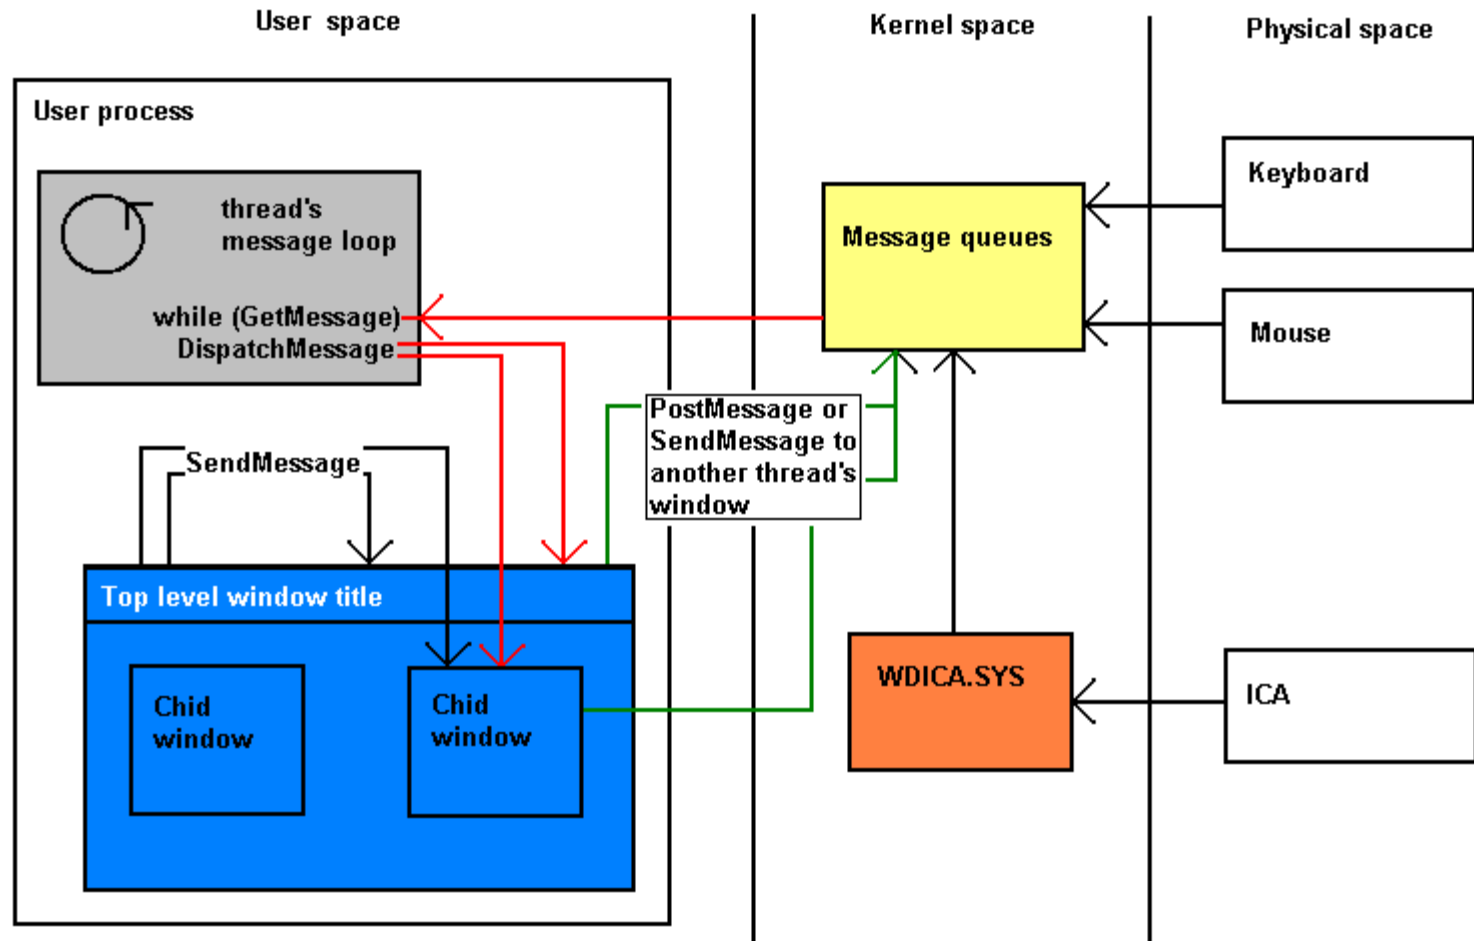 User space
Kernel space
Physical space
User process
thread's
message loop
while (GetMessage)
DispatchMessage
Message queues
Keyboard
Mouse
PostMessage or
SendMessage to
another thread's
window
SendMessage
Top level window title
Chid
window
Chid
window
WDICA.SYS
ICA